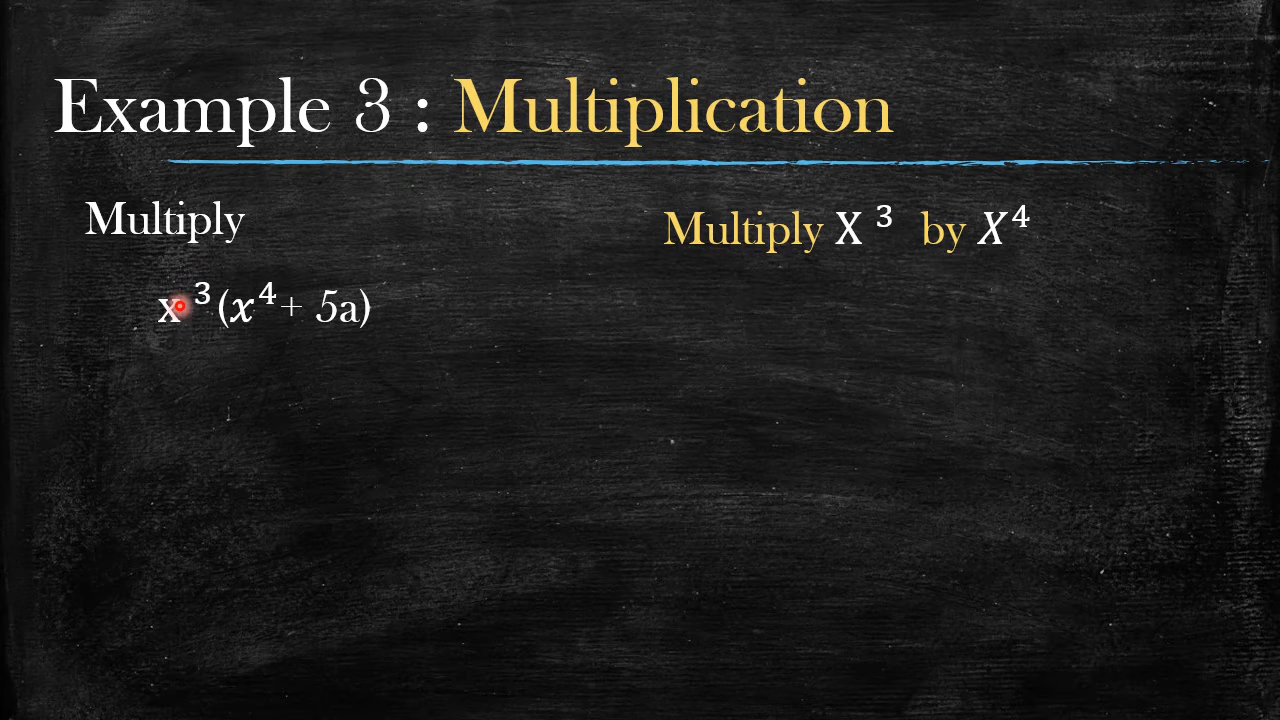 Example 3 : Multiplication
Multiply
x ³(𝑥⁴+ 5a)
Multiply X ³ by 𝑋⁴